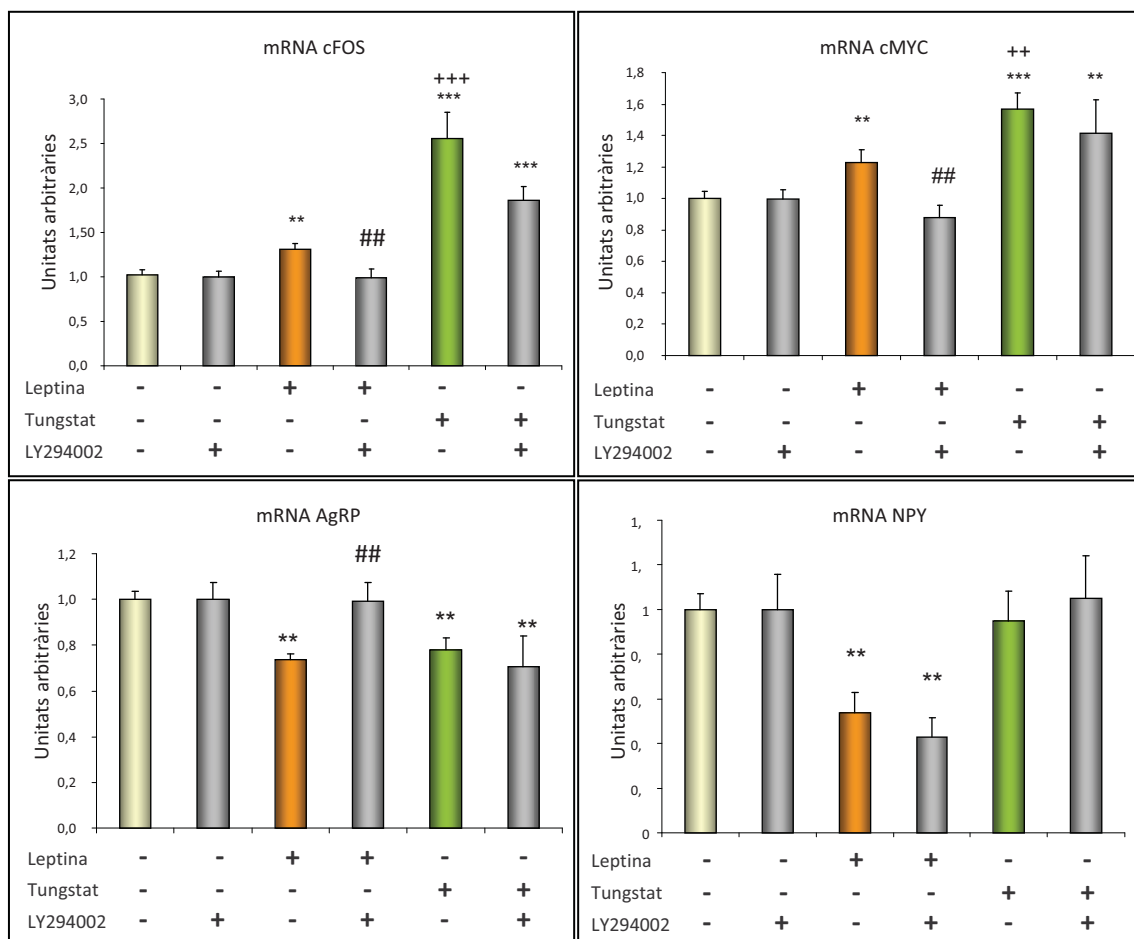 mRNA cFOS
+++
***
***
**
##
3,0
2,5
2,0
1,50
1,0
0,5
0,0
Unitats arbitràries
Leptina - - + + - -
Tungstat - - - - + +
LY294002 - + - + - +
mRNA cMYC
++
***
**
**
##
1,8
1,6
1,4
1,2
1,0
0,8
0,6
0,4
0,2
0,0
Unitats arbitràries
Leptina - - + + - -
Tungstat - - - - + +
LY294002 - + - + - +
mRNA AgRP
##
**
**
**
1,2
1,0
0,8
0,6
0,4
0,2
0,0
Unitats arbitràries
Leptina - - + + - -
Tungstat - - - - + +
LY294002 - + - + - +
mRNA NPY
**
**
1,
1,
1
0,
0,
0,
0,
0
Unitats arbitràries
Leptina - - + + - -
Tungstat - - - - + +
LY294002 - + - + - +